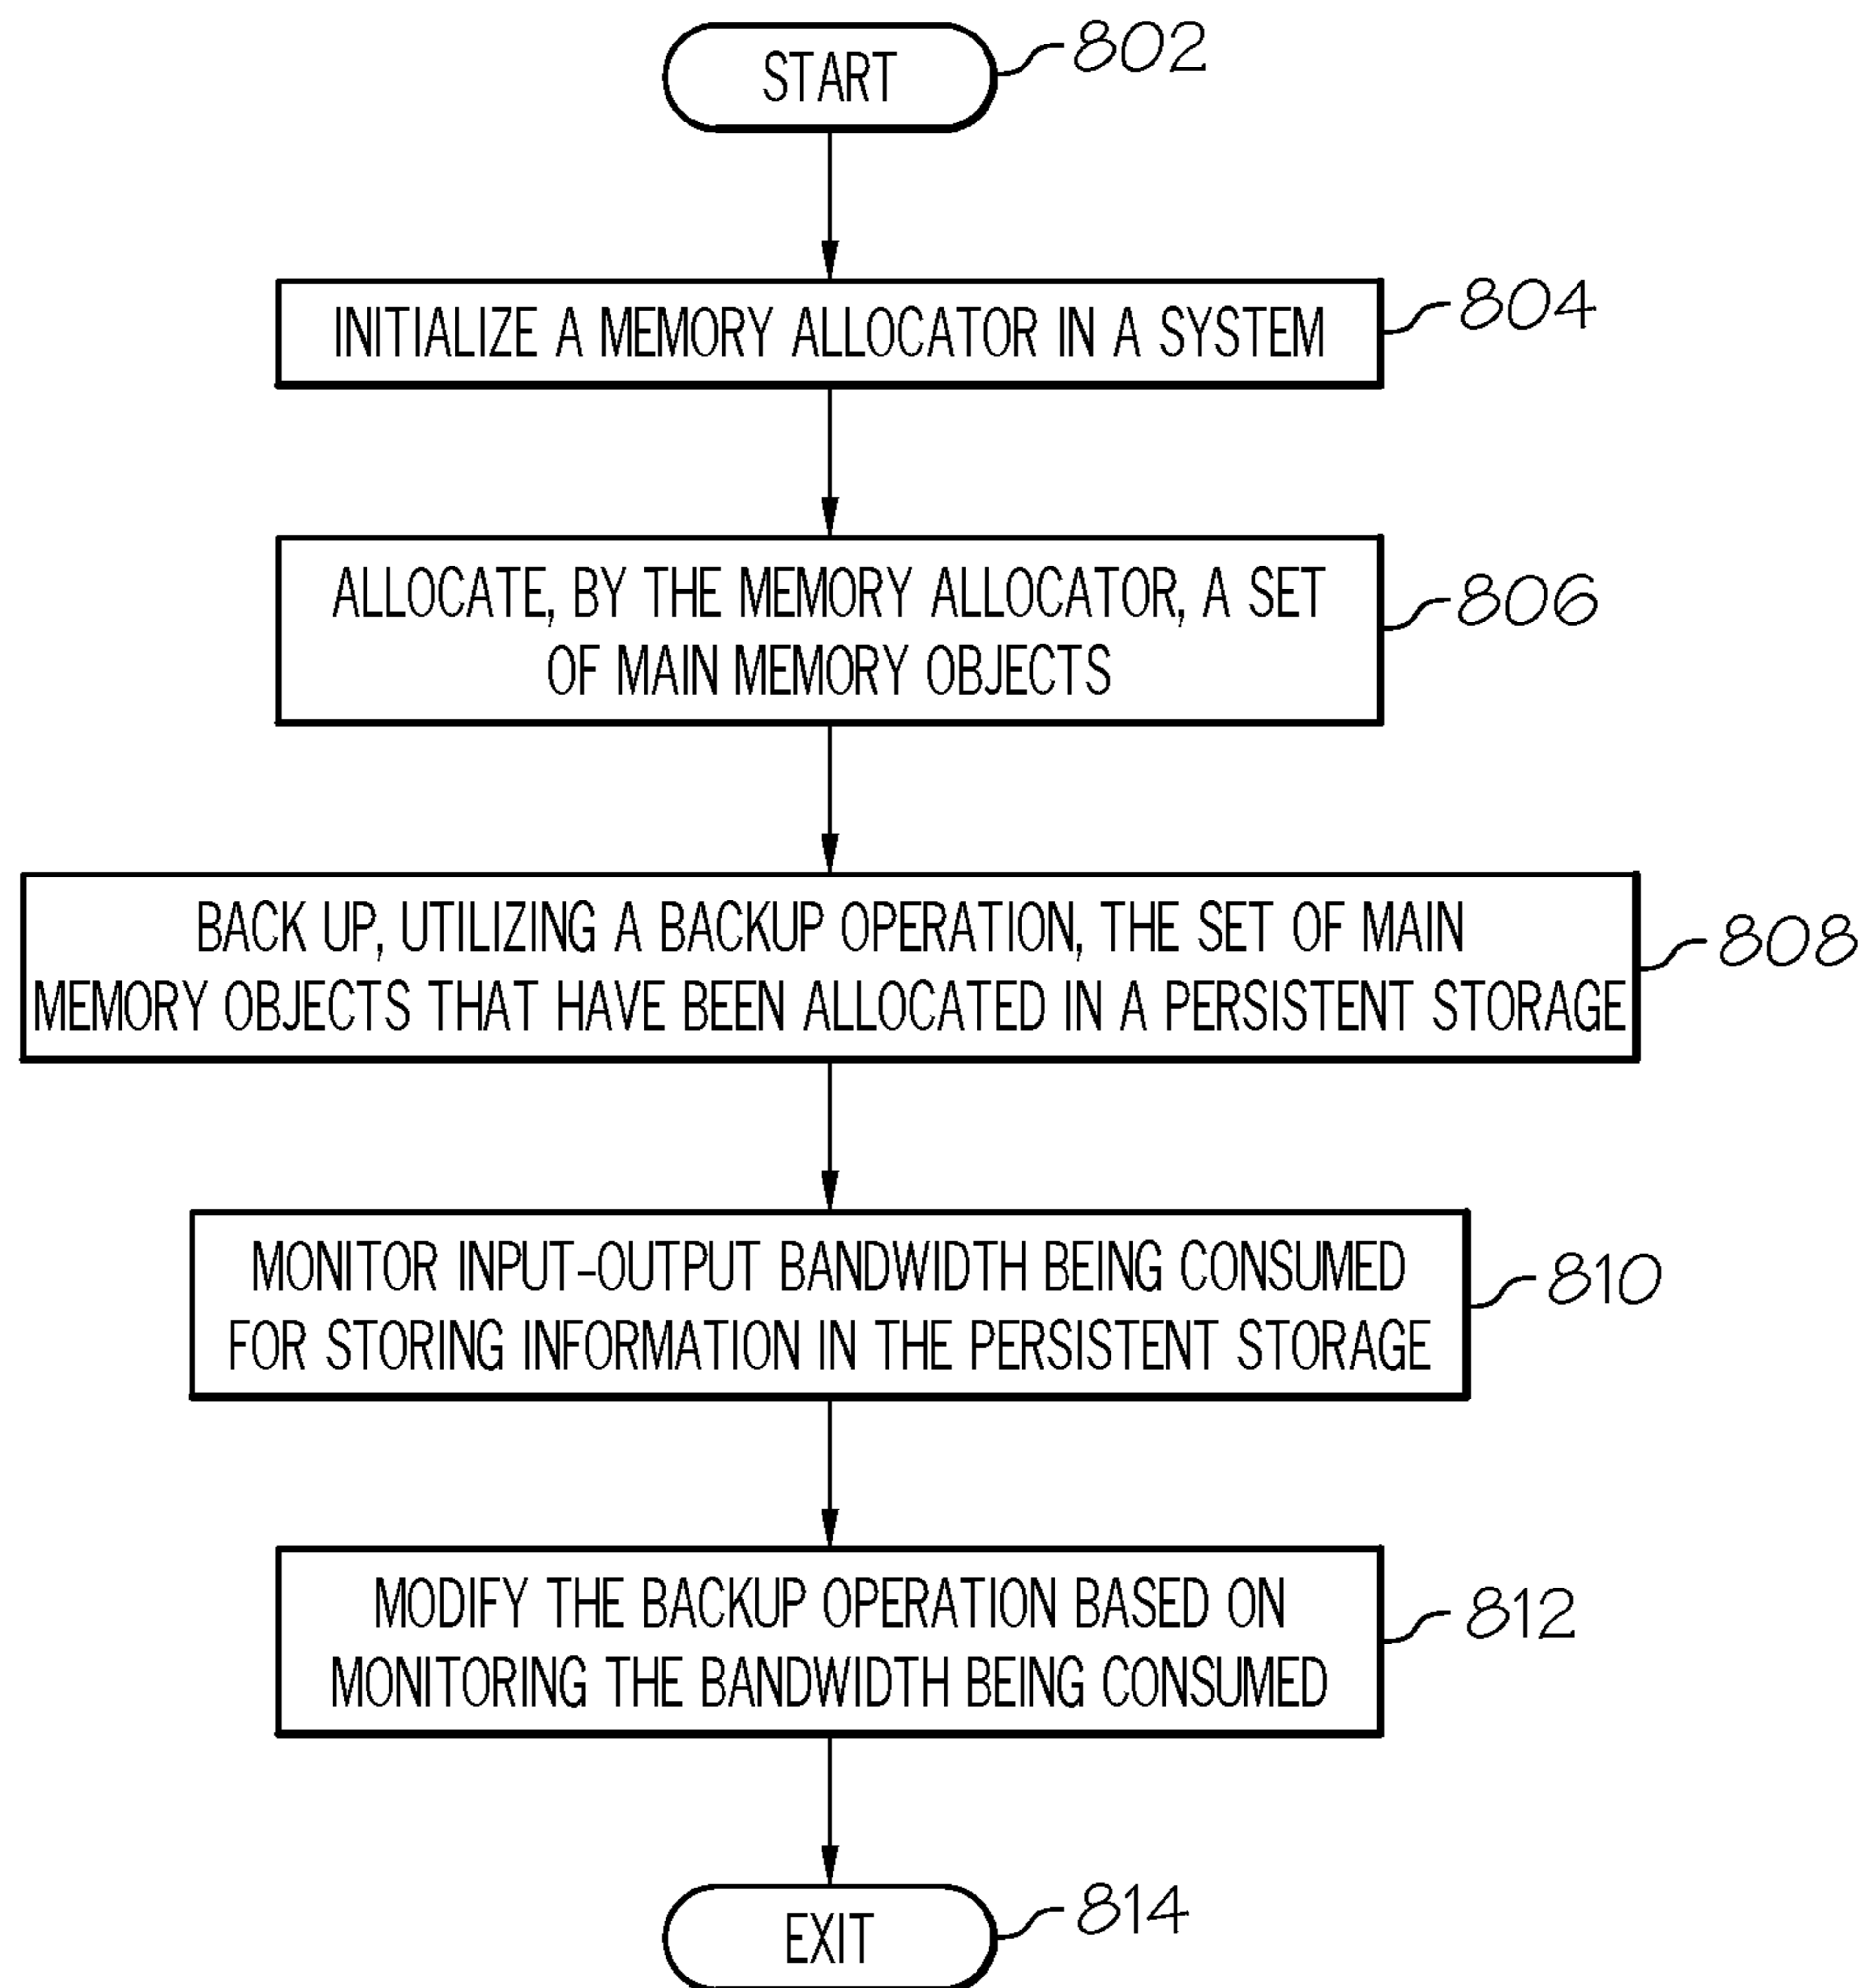 START
802
INITIALIZE A MEMORY ALLOCATOR IN A SYSTEM
804
ALLOCATE, BY THE MEMORY ALLOCATOR, A SET
OF MAIN MEMORY OBJECTS
806
BACK UP, UTILIZING A BACKUP OPERATION, THE SET OF MAIN
MEMORY OBJECTS THAT HAVE BEEN ALLOCATED IN A PERSISTENT STORAGE
808
MONITOR INPUT-OUTPUT BANDWIDTH BEING CONSUMED
FOR STORING INFORMATION IN THE PERSISTENT STORAGE
810
MODIFY THE BACKUP OPERATION BASED ON
MONITORING THE BANDWIDTH BEING CONSUMED
812
EXIT
814